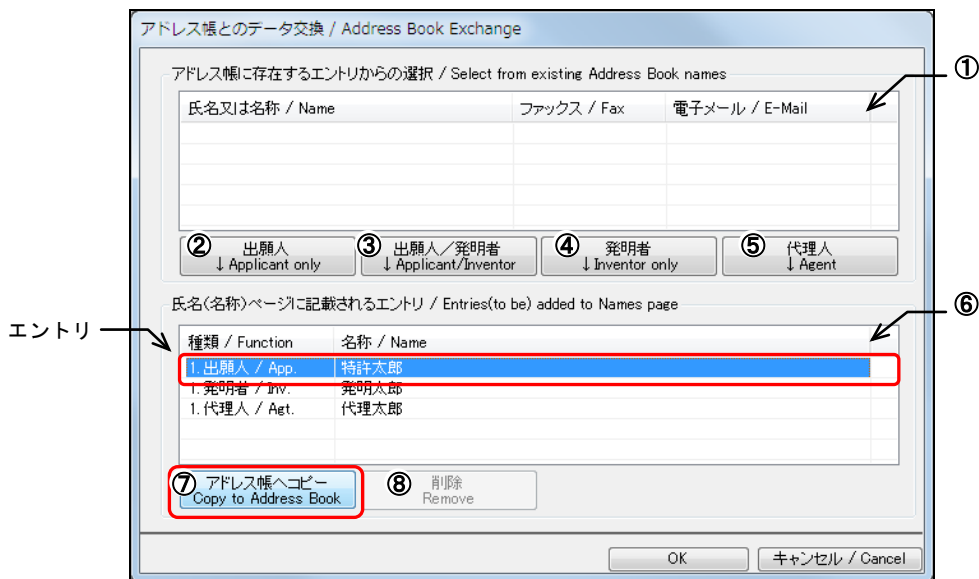 アドレス帳とのデータ交換 / Address Book Exchange
①
アドレス帳に存在するエントリからの選択 / Select from existing Address Book names
氏名又は名称 / Name ファックス / Fax 電子メール / E-Mail
② 出願人 ③ 出願人／発明者 ④ 発明者 ⑤ 代理人
↓ Applicant only ↓ Applicant/Inventor ↓ Inventor only ↓ Agent
氏名(名称)ページに記載されるエントリ / Entries(to be) added to Names page ⑥
エントリ
種類 / Function 名称 / Name
1. 出願人 / App. 特許太郎
1. 発明者 / Inv. 発明太郎
1. 代理人 / Agt. 代理太郎
⑦ アドレス帳へコピー ⑧ 削除
Copy to Address Book Remove
OK キャンセル / Cancel